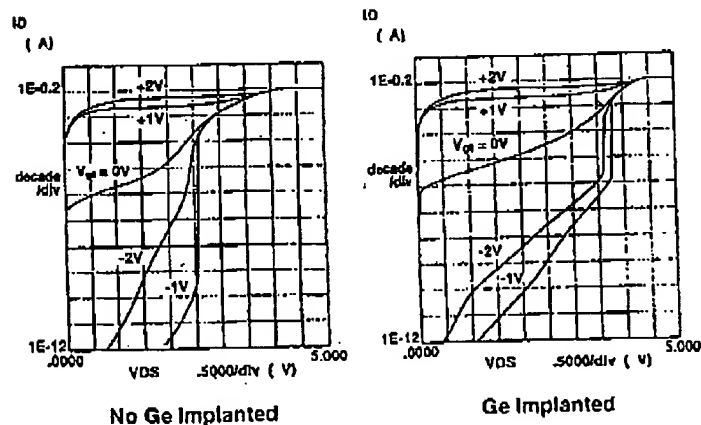 ID
( A)
1E-0.2
+2V
+1V
Vgs = 0V
decade
/div
-2V
-1V
1E-12
.0000
5.000
VDS
.5000/div ( V)
No Ge Implanted
ID
( A)
1E-0.2
+2V
+1V
Vgs = 0V
decade
/div
-2V
-1V
1E-12
.0000
5.000
VDS
.5000/div ( V)
Ge Implanted